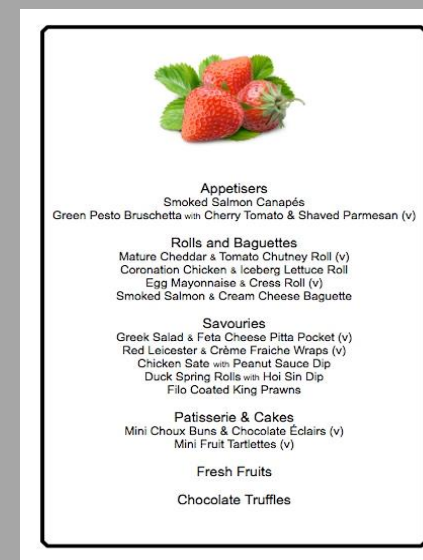 Appetisers
Smoked Salmon Canapés
Green Pesto Bruschetta with Cherry Tomato & Shaved Parmesan (v)
Rolls and Baguettes
Mature Cheddar & Tomato Chutney Roll (v)
Coronation Chicken & Iceberg Lettuce Roll
Egg Mayonnaise & Cress Roll (v)
Smoked Salmon & Cream Cheese Baguette
Savouries
Greek Salad & Feta Cheese Pitta Pocket (v)
Red Leicester & Crème Fraiche Wraps (v)
Chicken Sate with Peanut Sauce Dip
Duck Spring Rolls with Hoi Sin Dip
Filo Coated King Prawns
Patisserie & Cakes
Mini Choux Buns & Chocolate Éclairs (v)
Mini Fruit Tartlettes (v)
Fresh Fruits
Chocolate Truffles